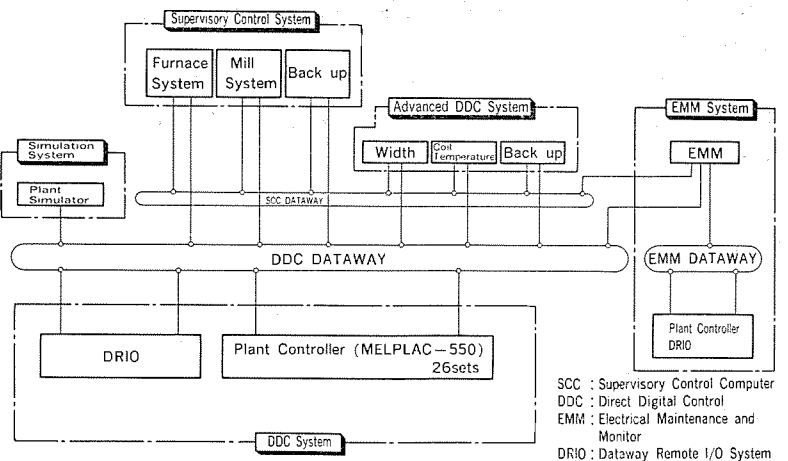 Supervisory Control System
Furnace
System
Mill
System
Back up
Advanced DDC System
Width
Coil
Temperature
Back up
EMM System
EMM
Simulation
System
Plant
Simulator
SCC DATAWAY
DDC DATAWAY
EMM DATAWAY
DRIO
Plant Controller (MELPLAC-550)
26sets
Plant Controller
DRIO
DDC System
SCC : Supervisory Control Computer
DDC : Direct Digital Control
EMM : Electrical Maintenance and
Monitor
DRIO : Dataway Remote I/O System